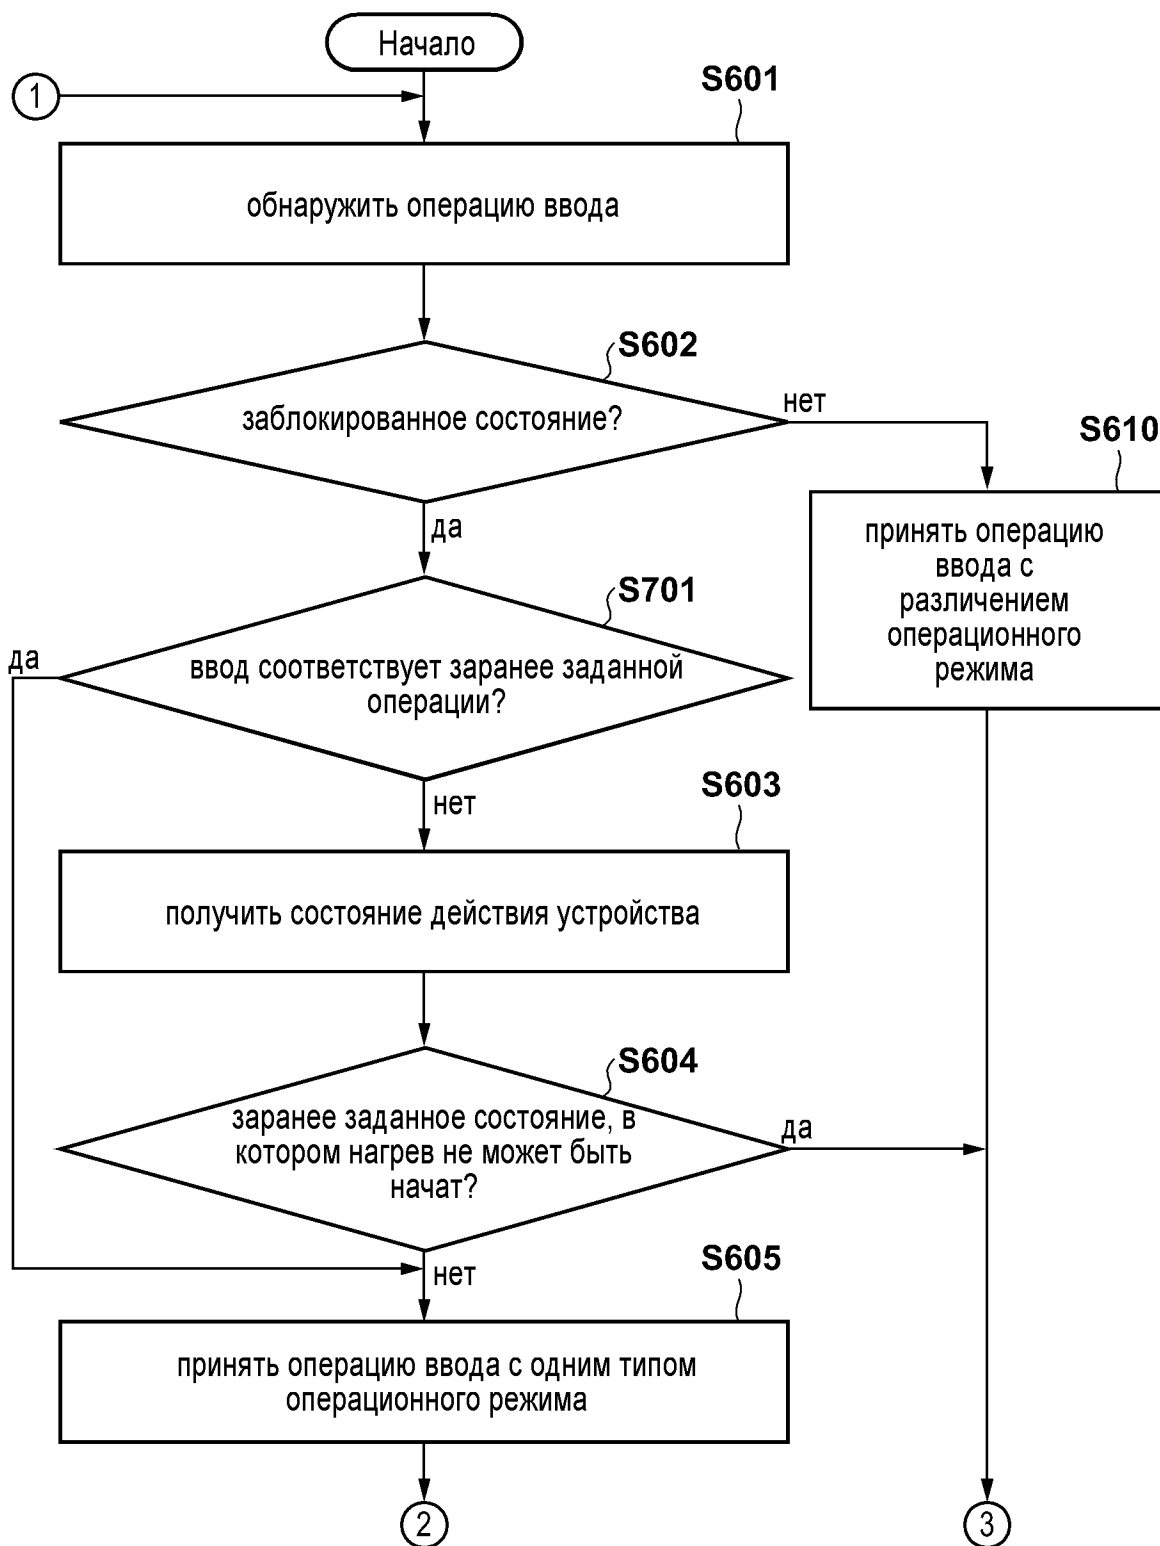 Начало
1
S601
обнаружить операцию ввода
S602
заблокированное состояние?
нет
S610
да
принять операцию
ввода с
различением
операционного
режима
S701
да
ввод соответствует заранее заданной
операции?
S603
нет
получить состояние действия устройства
S604
заранее заданное состояние, в
котором нагрев не может быть
начат?
да
S605
нет
принять операцию ввода с одним типом
операционного режима
2
3